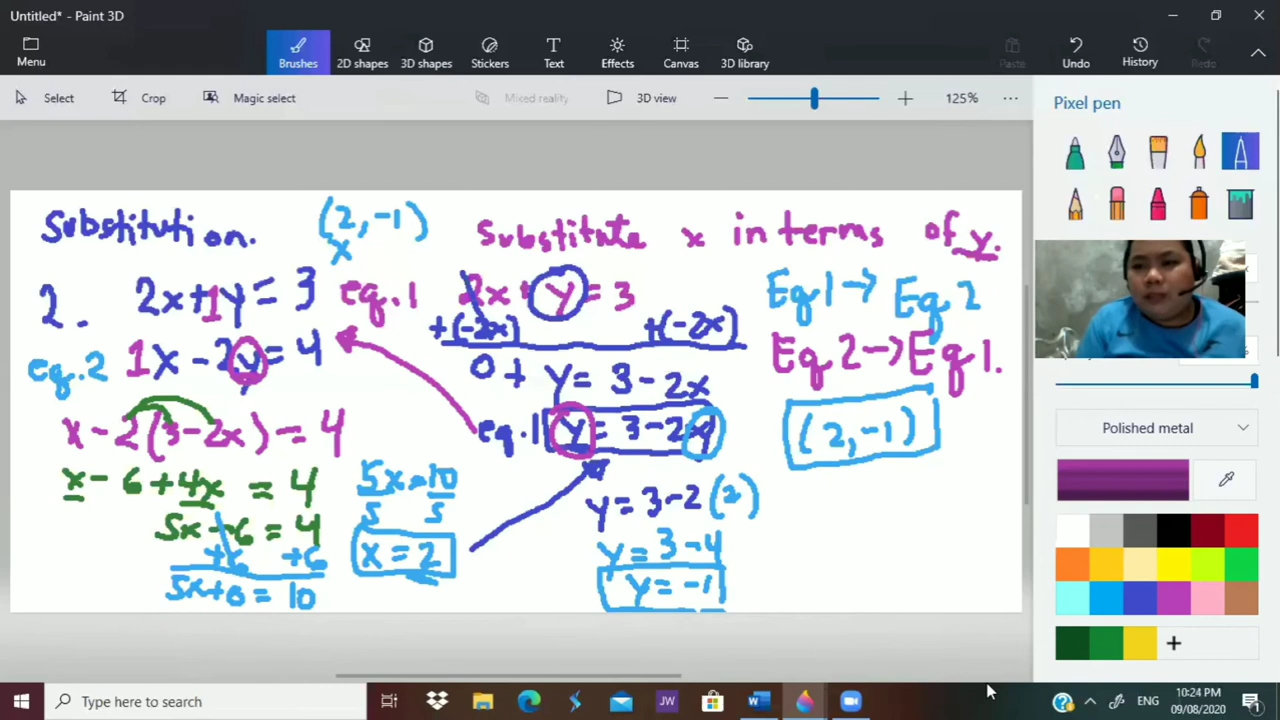 Untitled* - Paint 3D
Menu
Brushes
2D shapes
3D shapes
Stickers
Text
Effects
Canvas
3D library
Paste
Undo
History
Redo
Select
Crop
Magic select
Mixed reality
3D view
125%
Pixel pen
Substitution.
(2,-1)
x
Substitute x in terms of y.
2. 2x+1y=3 eq.1
eq.2 1x-2y=4
x-2(3-2x)=4
x-6+4x=4
5x-6=4
+6 +6
5x+0=10
5x=10
5 5
x=2
2x+y=3
+(-2x) +(-2x)
0+ y=3-2x
eq.1 y=3-2x
y=3-2(2)
y=3-4
y=-1
Eq1→ Eq2
Eq2→Eq1.
(2,-1)
Polished metal
Type here to search
JW
ENG
10:24 PM
09/08/2020
1